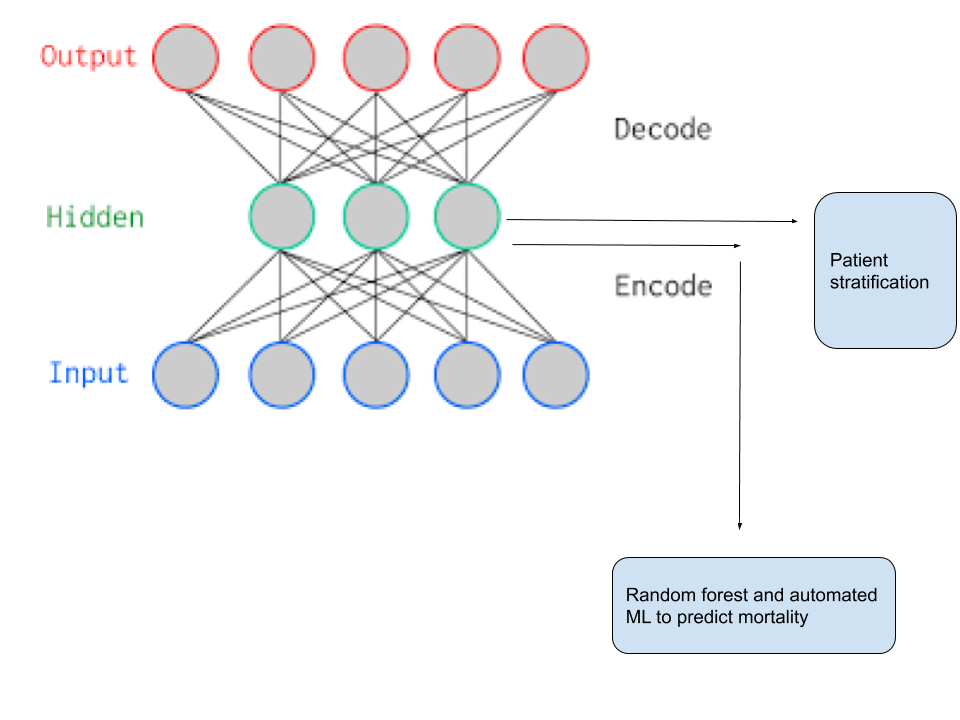 Output
Decode
Hidden
Patient
stratification
Encode
Input
Random forest and automated
ML to predict mortality